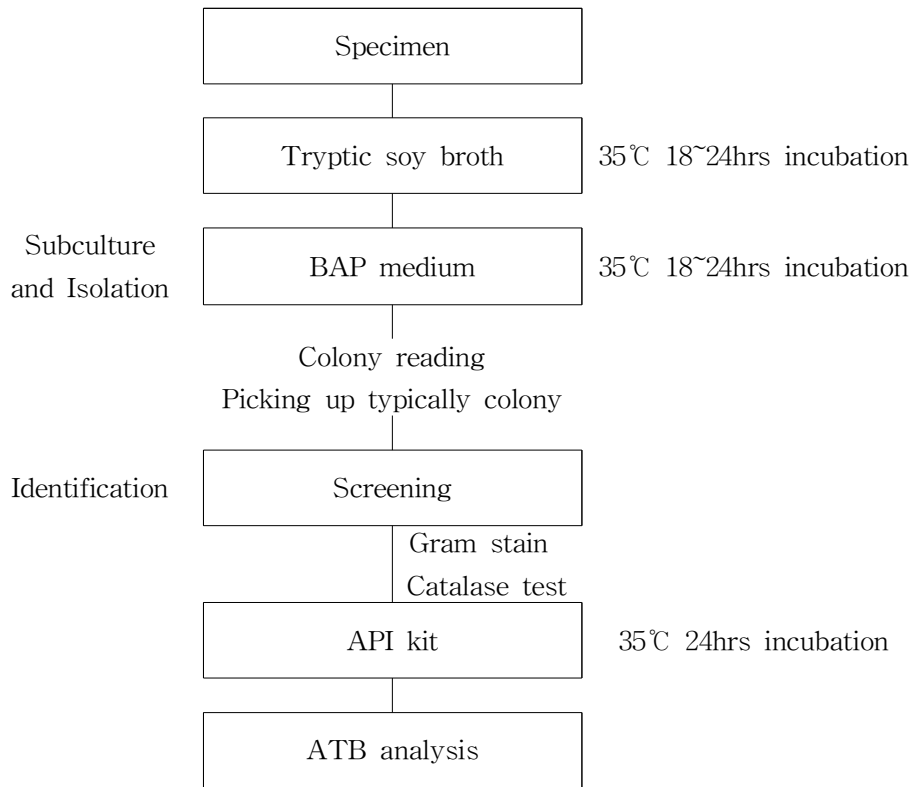 Specimen
Tryptic soy broth
35℃ 18~24hrs incubation
Subculture
and Isolation
BAP medium
35℃ 18~24hrs incubation
Colony reading
Picking up typically colony
Identification
Screening
Gram stain
Catalase test
API kit
35℃ 24hrs incubation
ATB analysis